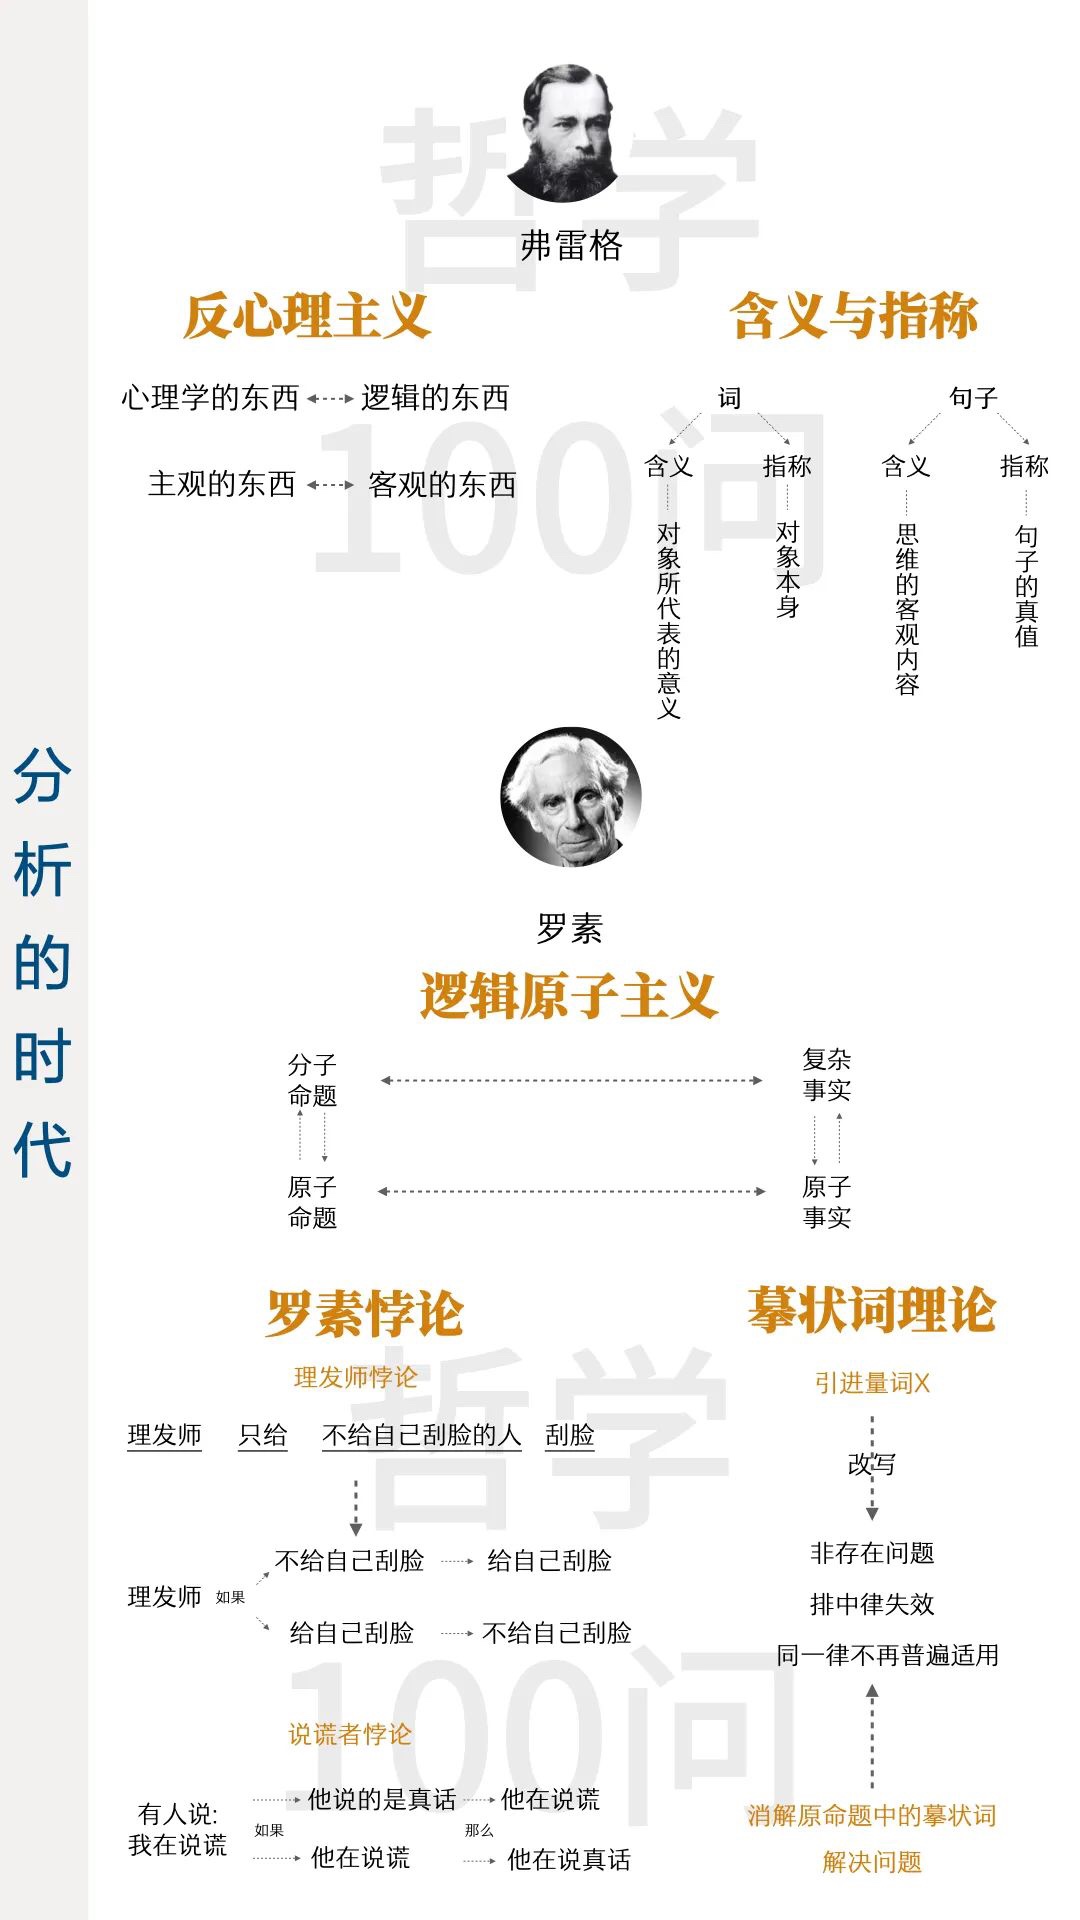 分析的时代
哲学
100问
弗雷格
反心理主义
心理学的东西 逻辑的东西
主观的东西 客观的东西
含义与指称
词 句子
含义 指称 含义 指称
对象所代表的意义
对象本身
思维的客观内容
句子的真值
罗素
逻辑原子主义
分子 复杂
命题 事实
原子 原子
命题 事实
哲学
100问
罗素悖论
理发师悖论
理发师 只给 不给自己刮脸的人 刮脸
不给自己刮脸 给自己刮脸
理发师 如果
给自己刮脸 不给自己刮脸
说谎者悖论
他说的是真话 他在说谎
有人说:
如果 那么
我在说谎
他在说谎 他在说真话
摹状词理论
引进量词X
改写
非存在问题
排中律失效
同一律不再普遍适用
消解原命题中的摹状词
解决问题